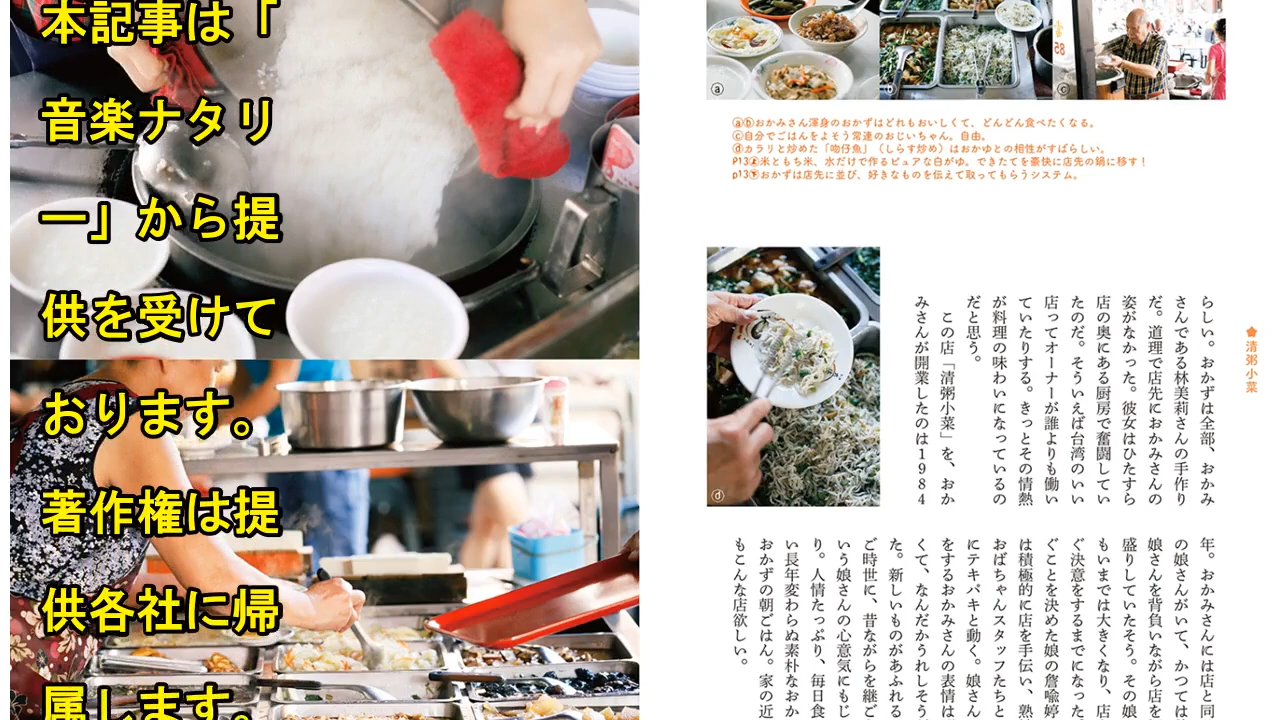 本記事は「
音楽ナタリ
ー」から提
供を受けて
おります。
著作権は提
供各社に帰
属します。
ⓐⓑおかみさん渾身のおかずはどれもおいしくて、どんどん食べたくなる。
ⓒ自分でごはんをよそう常連のおじいちゃん。自由。
ⓓカラリと炒めた「吻仔魚」（しらす炒め）はおかゆとの相性がすばらしい。
P13㊤米ともち米、水だけで作るピュアな白がゆ。できたてを豪快に店先の鍋に移す！
p13㊦おかずは店先に並び、好きなものを伝えて取ってもらうシステム。
ⓐ
ⓒ
清粥小菜
らしい。おかずは全部、おかみ
さんである林美莉さんの手作り
だ。道理で店先におかみさんの
姿がなかった。彼女はひたすら
店の奥にある厨房で奮闘してい
たのだ。そういえば台湾のいい
店ってオーナーが誰よりも働い
ていたりする。きっとその情熱
が料理の味わいになっているの
だと思う。
この店「清粥小菜」を、おか
みさんが開業したのは1984
ⓓ
年。おかみさんには店と同
の娘さんがいて、かつては
娘さんを背負いながら店を
盛りしていたそう。その娘
もいまでは大きくなり、店
ぐ決意をするまでになった
ぐことを決めた娘の詹喩婷
は積極的に店を手伝い、熟
おばちゃんスタッフたちと
にテキパキと動く。娘さん
をするおかみさんの表情は
くて、なんだかうれしそう
た。新しいものがあふれる
ご時世に、昔ながらを継ご
いう娘さんの心意気にもじ
り。人情たっぷり、毎日食
い長年変わらぬ素朴なおか
おかずの朝ごはん。家の近
もこんな店欲しい。